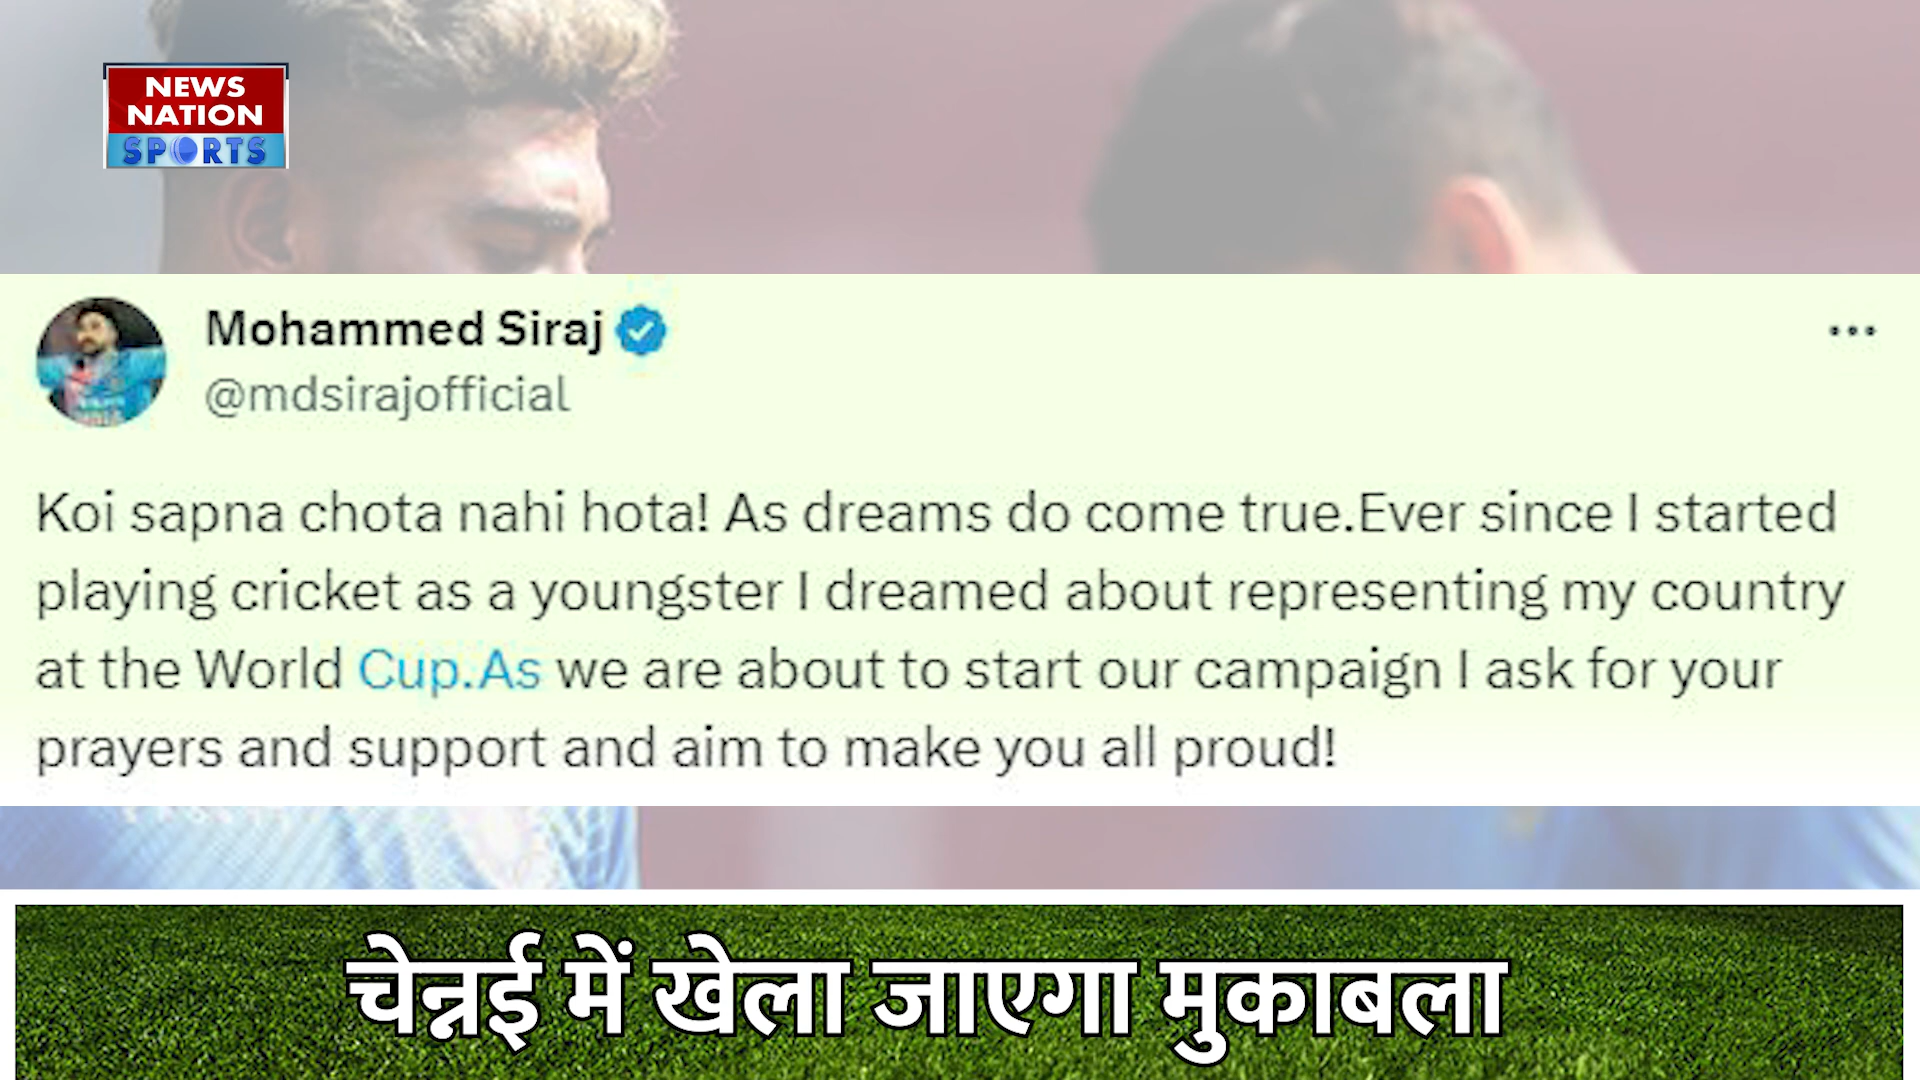 NEWS
NATION
SPORTS
Mohammed Siraj
@mdsirajofficial
Koi sapna chota nahi hota! As dreams do come true.Ever since I started
playing cricket as a youngster I dreamed about representing my country
at the World Cup.As we are about to start our campaign I ask for your
prayers and support and aim to make you all proud!
चेन्नई में खेला जाएगा मुकाबला